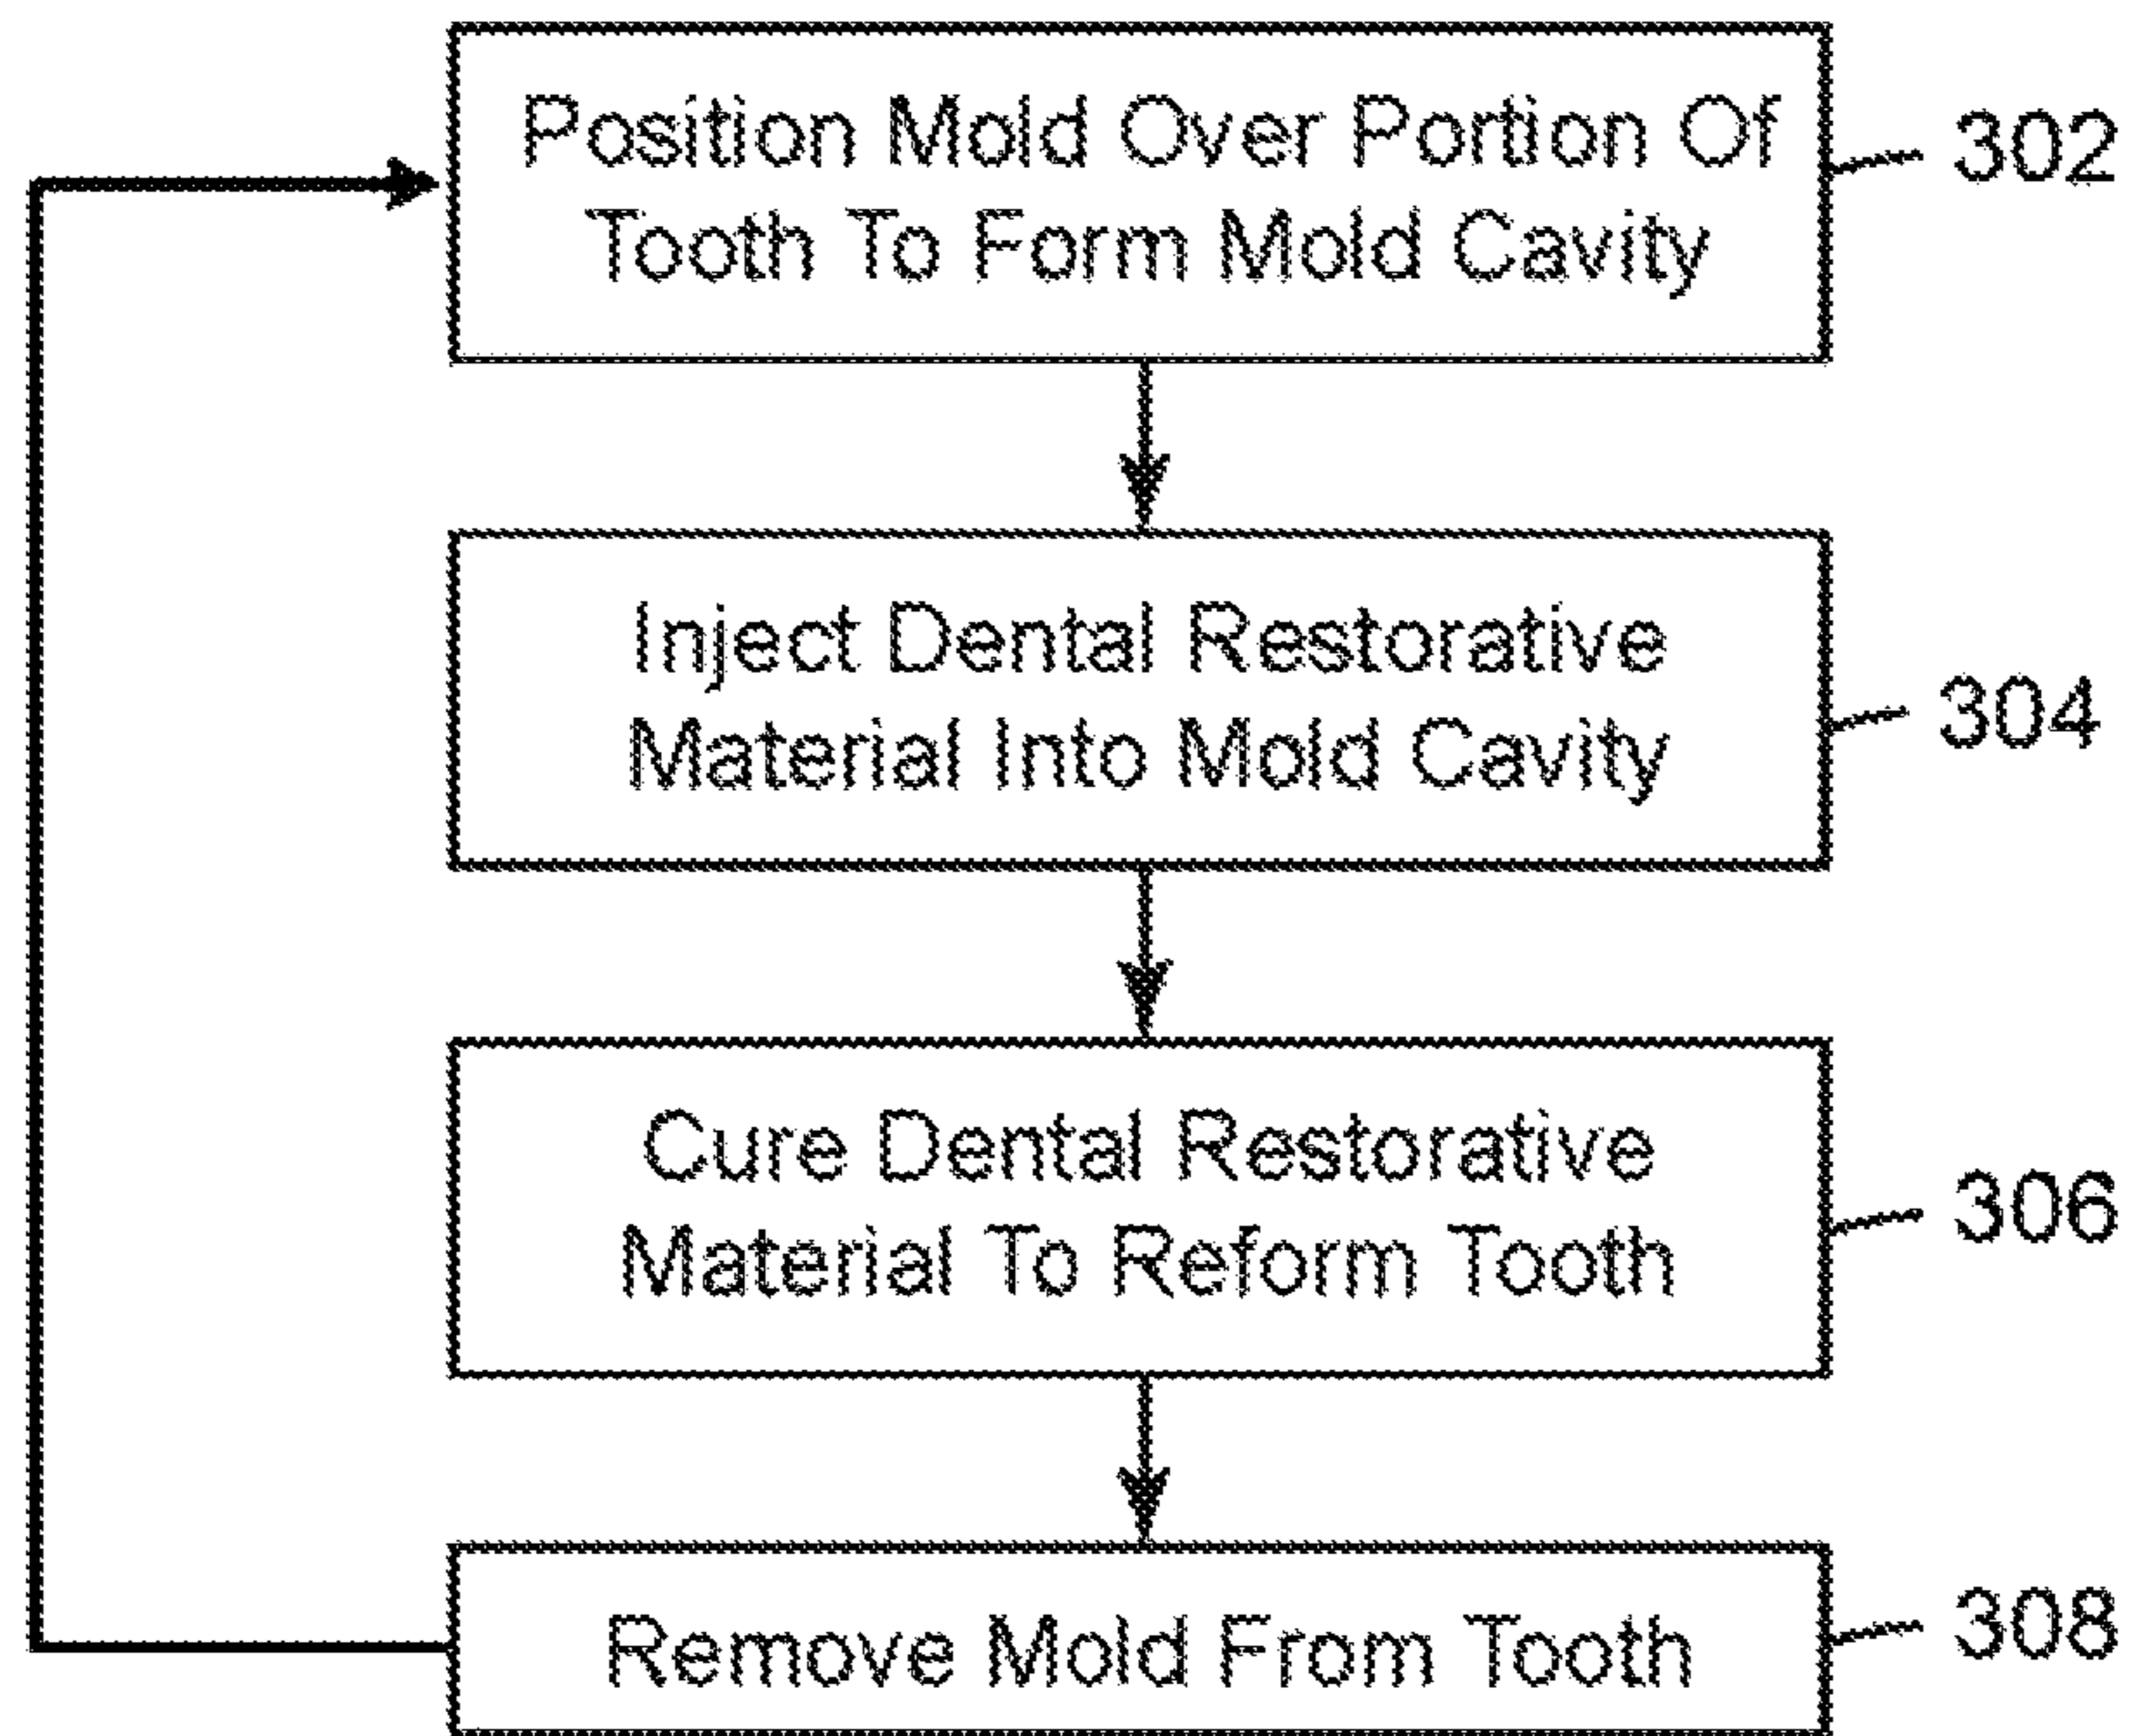 Position Mold Over Portion Of
Tooth To Form Mold Cavity
302
Inject Dental Restorative
Material Into Mold Cavity
304
Cure Dental Restorative
Material To Reform Tooth
306
Remove Mold From Tooth
308